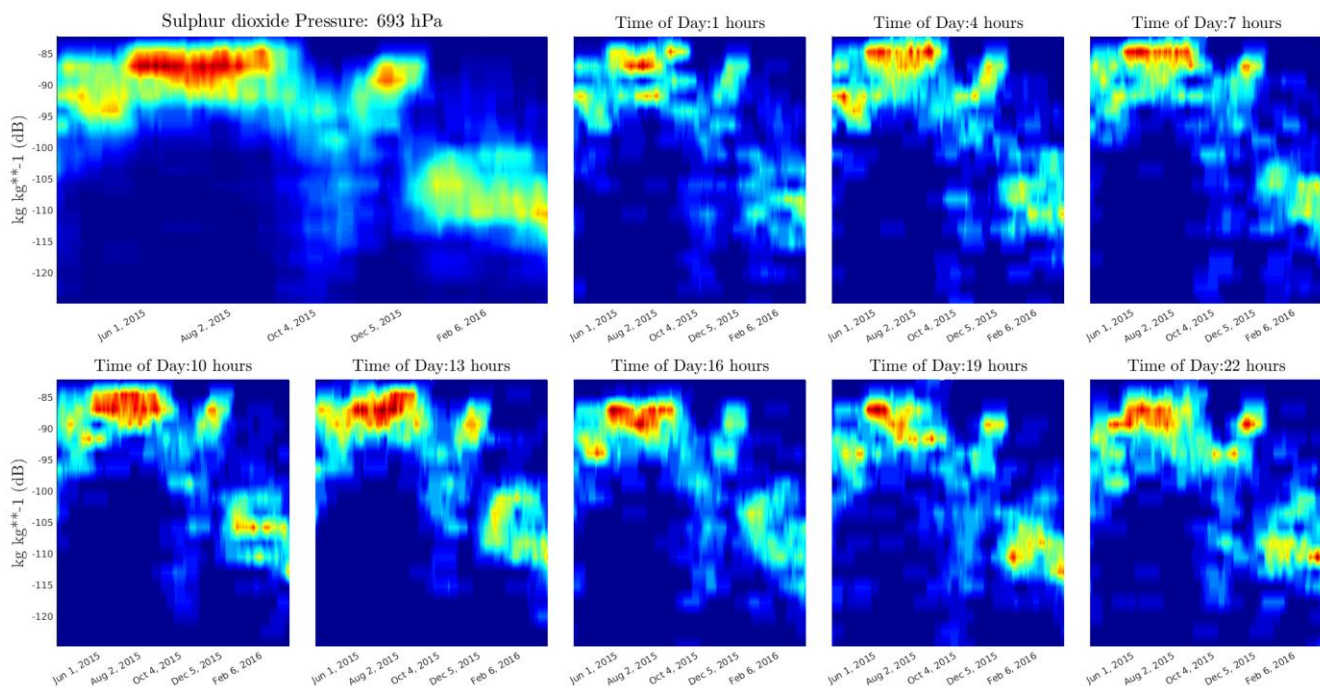 Sulphur dioxide Pressure: 693 hPa
Time of Day:1 hours
Time of Day:4 hours
Time of Day:7 hours
kg kg**-1 (dB)
-85
-90
-95
-100
-105
-110
-115
-120
Jun 1, 2015
Aug 2, 2015
Oct 4, 2015
Dec 5, 2015
Feb 6, 2016
Jun 1, 2015
Aug 2, 2015
Oct 4, 2015
Dec 5, 2015
Feb 6, 2016
Jun 1, 2015
Aug 2, 2015
Oct 4, 2015
Dec 5, 2015
Feb 6, 2016
Jun 1, 2015
Aug 2, 2015
Oct 4, 2015
Dec 5, 2015
Feb 6, 2016
Time of Day:10 hours
Time of Day:13 hours
Time of Day:16 hours
Time of Day:19 hours
Time of Day:22 hours
kg kg**-1 (dB)
-85
-90
-95
-100
-105
-110
-115
-120
Jun 1, 2015
Aug 2, 2015
Oct 4, 2015
Dec 5, 2015
Feb 6, 2016
Jun 1, 2015
Aug 2, 2015
Oct 4, 2015
Dec 5, 2015
Feb 6, 2016
Jun 1, 2015
Aug 2, 2015
Oct 4, 2015
Dec 5, 2015
Feb 6, 2016
Jun 1, 2015
Aug 2, 2015
Oct 4, 2015
Dec 5, 2015
Feb 6, 2016
Jun 1, 2015
Aug 2, 2015
Oct 4, 2015
Dec 5, 2015
Feb 6, 2016